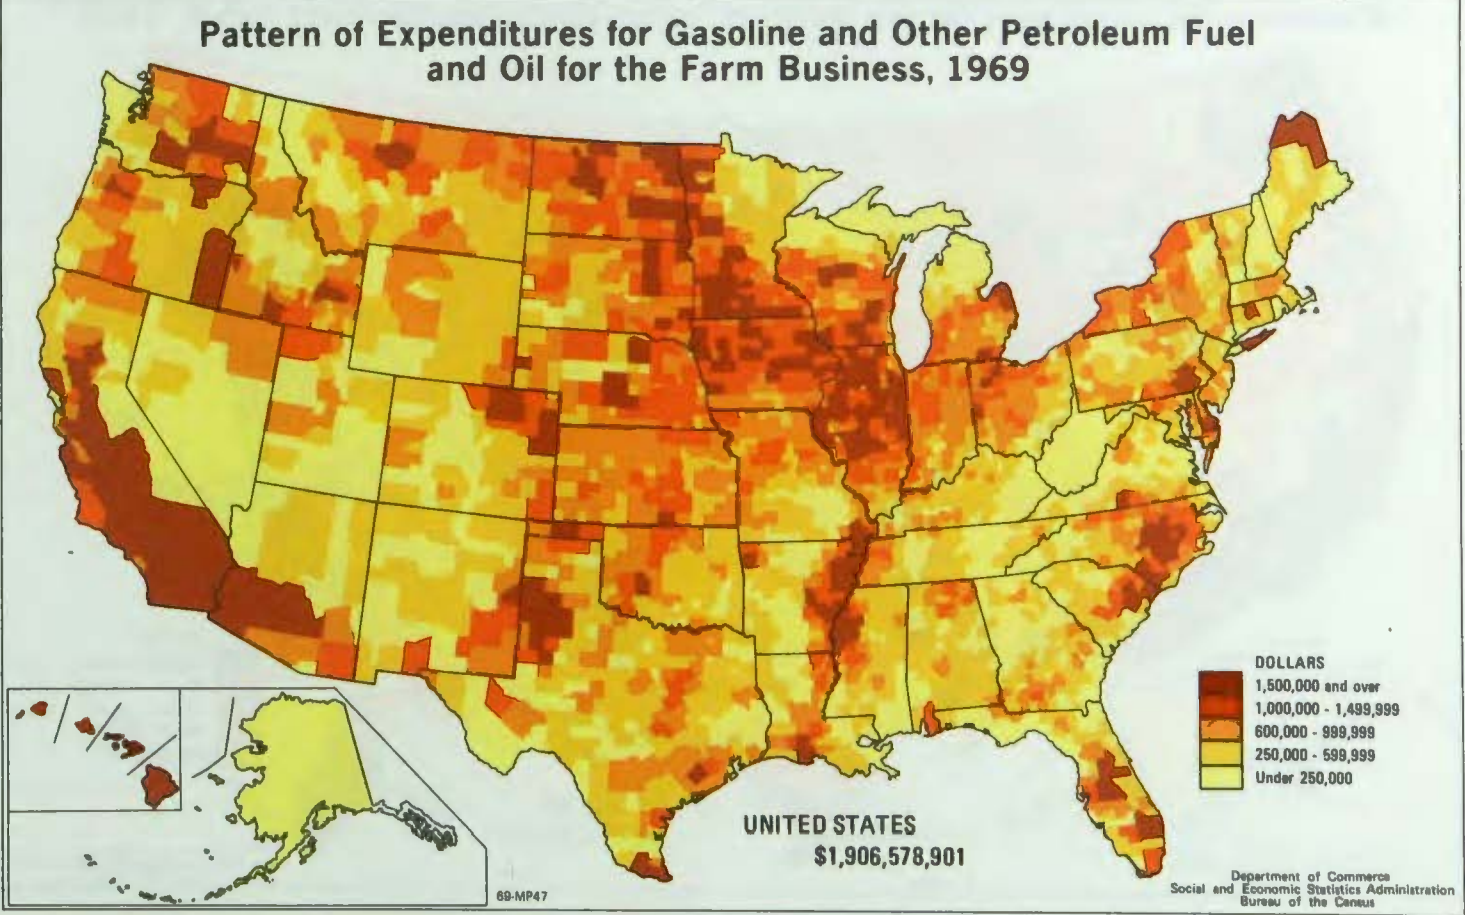 Pattern of Expenditures for Gasoline and Other Petroleum Fuel
and Oil for the Farm Business, 1969
DOLLARS
1,500,000 and over
1,000,000 - 1,499,999
600,000 - 999,999
250,000 - 599,999
Under 250,000
UNITED STATES
$1,906,578,901
69-MP47
Department of Commerce
Social and Economic Statistics Administration
Bureau of the Census